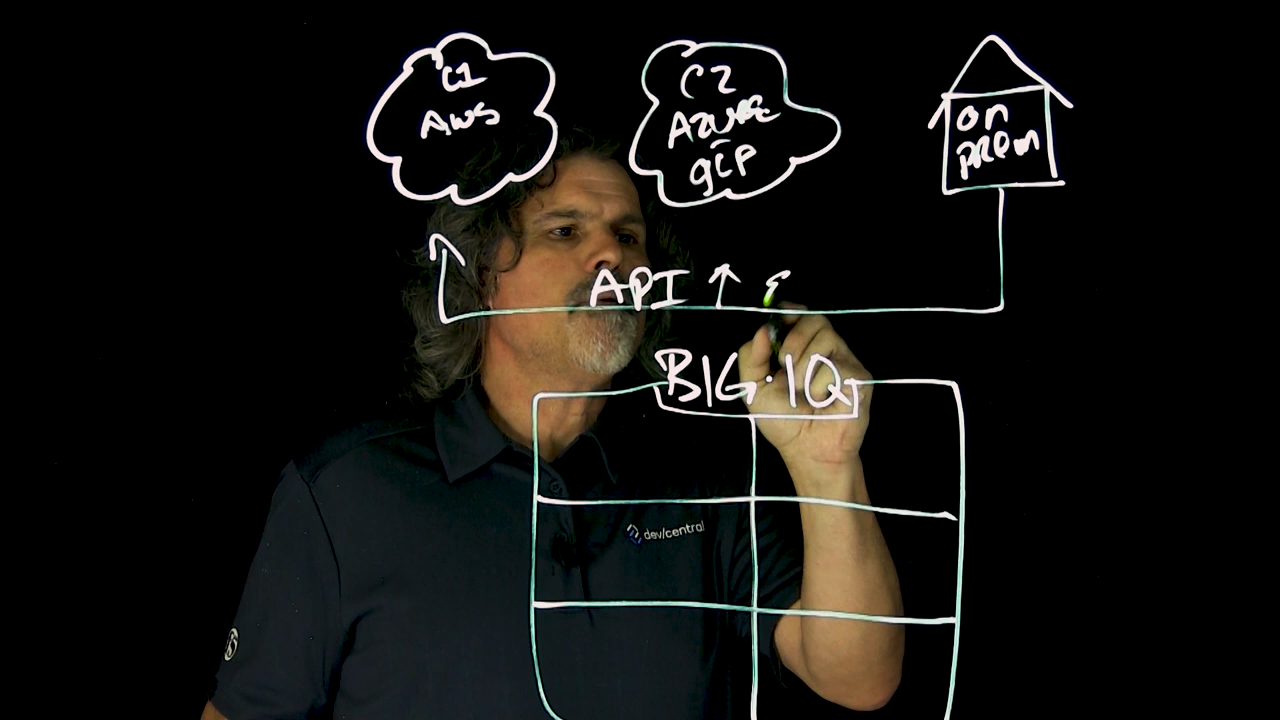 C1
AWS
C2
AZURE
GCP
on
PREM
API ↑
BIG·IQ
dev/central